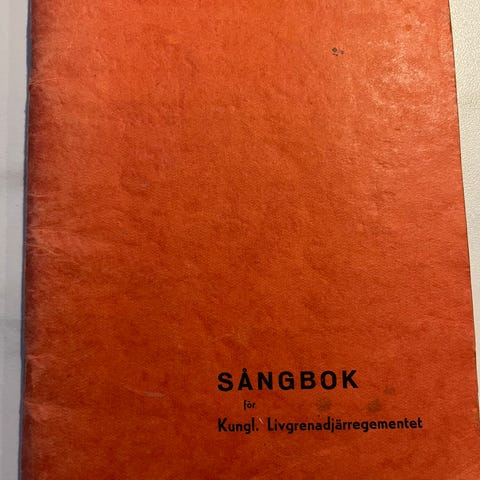 SÅNGBOK
för
Kungl. Livgrenadjärregementet